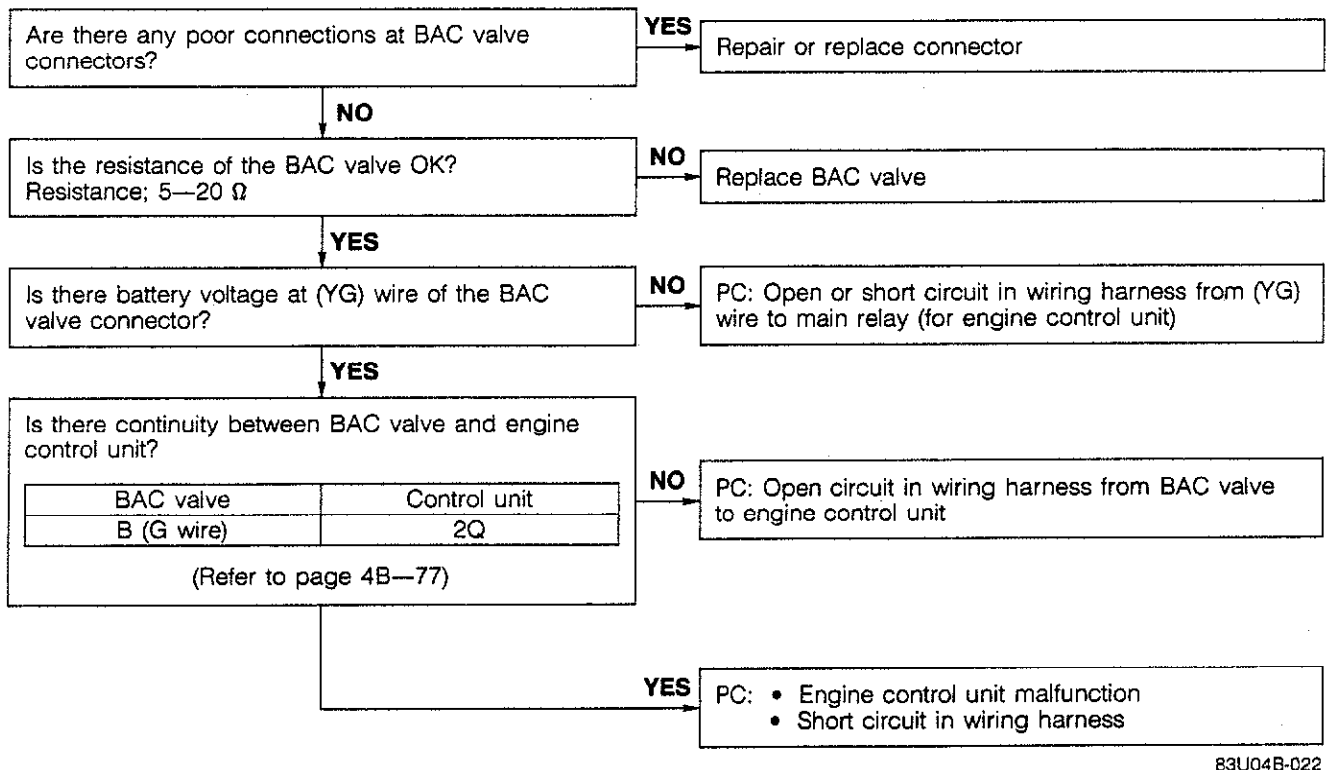 Are there any poor connections at BAC valve
connectors?
YES
Repair or replace connector
NO
Is the resistance of the BAC valve OK?
Resistance; 5—20 Ω
NO
Replace BAC valve
YES
Is there battery voltage at (YG) wire of the BAC
valve connector?
NO
PC: Open or short circuit in wiring harness from (YG)
wire to main relay (for engine control unit)
YES
Is there continuity between BAC valve and engine
control unit?
BAC valve Control unit
B (G wire) 2Q
(Refer to page 4B—77)
NO
PC: Open circuit in wiring harness from BAC valve
to engine control unit
YES
PC: • Engine control unit malfunction
• Short circuit in wiring harness
83U04B-022